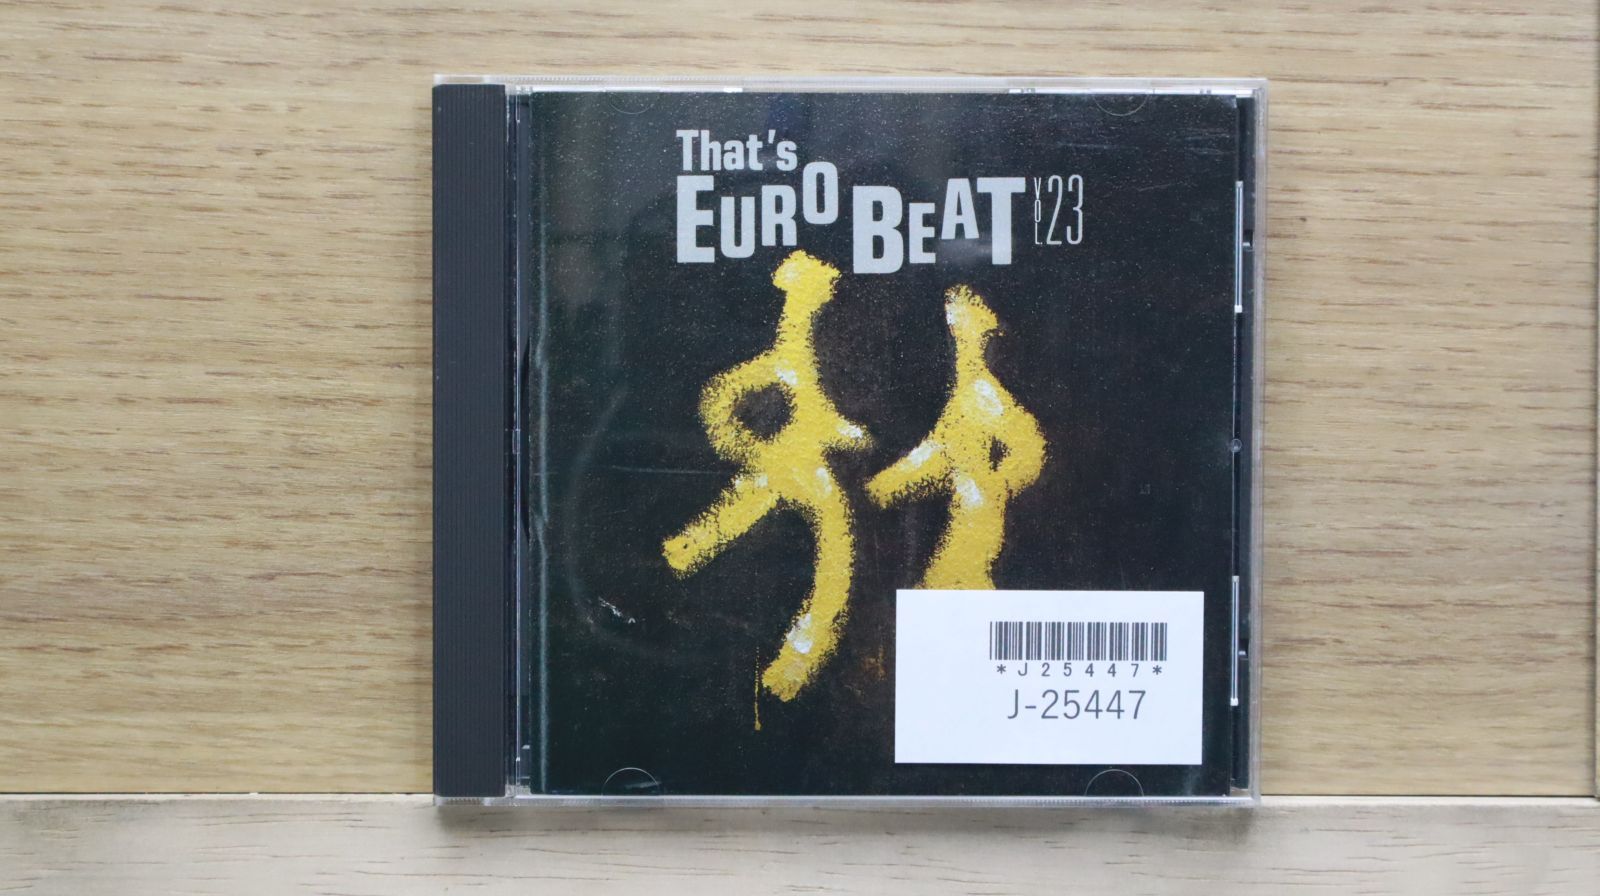 That's
EURO BEAT VOL. 23
*J25447*
J-25447